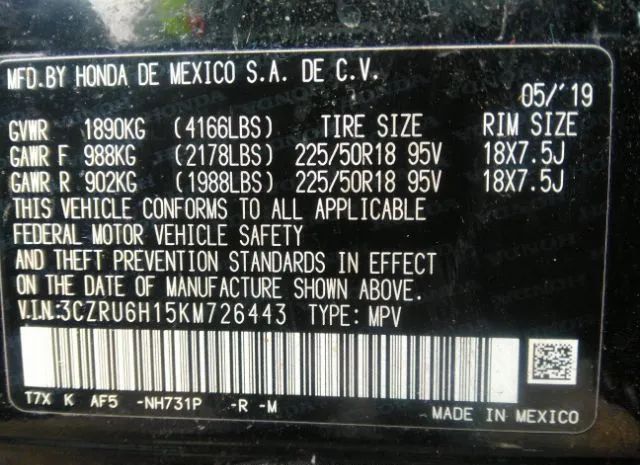 MFD.BY HONDA DE MEXICO S.A. DE C.V.
05/'19
GVWR 1890KG (4166LBS) TIRE SIZE RIM SIZE
GAWR F 988KG (2178LBS) 225/50R18 95V 18X7.5J
GAWR R 902KG (1988LBS) 225/50R18 95V 18X7.5J
THIS VEHICLE CONFORMS TO ALL APPLICABLE
FEDERAL MOTOR VEHICLE SAFETY
AND THEFT PREVENTION STANDARDS IN EFFECT
ON THE DATE OF MANUFACTURE SHOWN ABOVE.
V.I.N:3CZRU6H15KM726443 TYPE: MPV
T7X K AF5 -NH731P -R -M
MADE IN MEXICO